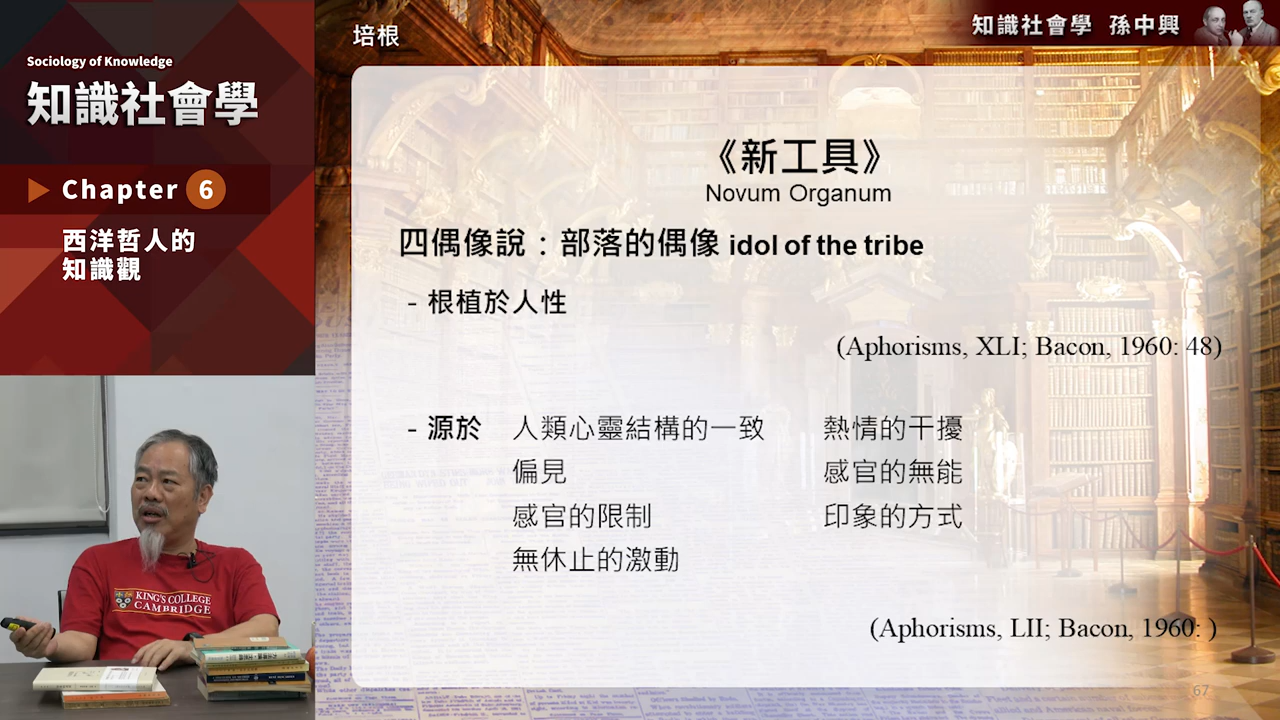 Sociology of Knowledge
知識社會學
Chapter 6
西洋哲人的
知識觀
培根
知識社會學 孫中興
《新工具》
Novum Organum
四偶像說：部落的偶像 idol of the tribe
- 根植於人性
(Aphorisms, XLI; Bacon, 1960: 48)
- 源於 人類心靈結構的一致 熱情的干擾
偏見 感官的無能
感官的限制 印象的方式
無休止的激動
(Aphorisms, LII; Bacon, 1960: )
67
KING'S COLLEGE
CAMBRIDGE